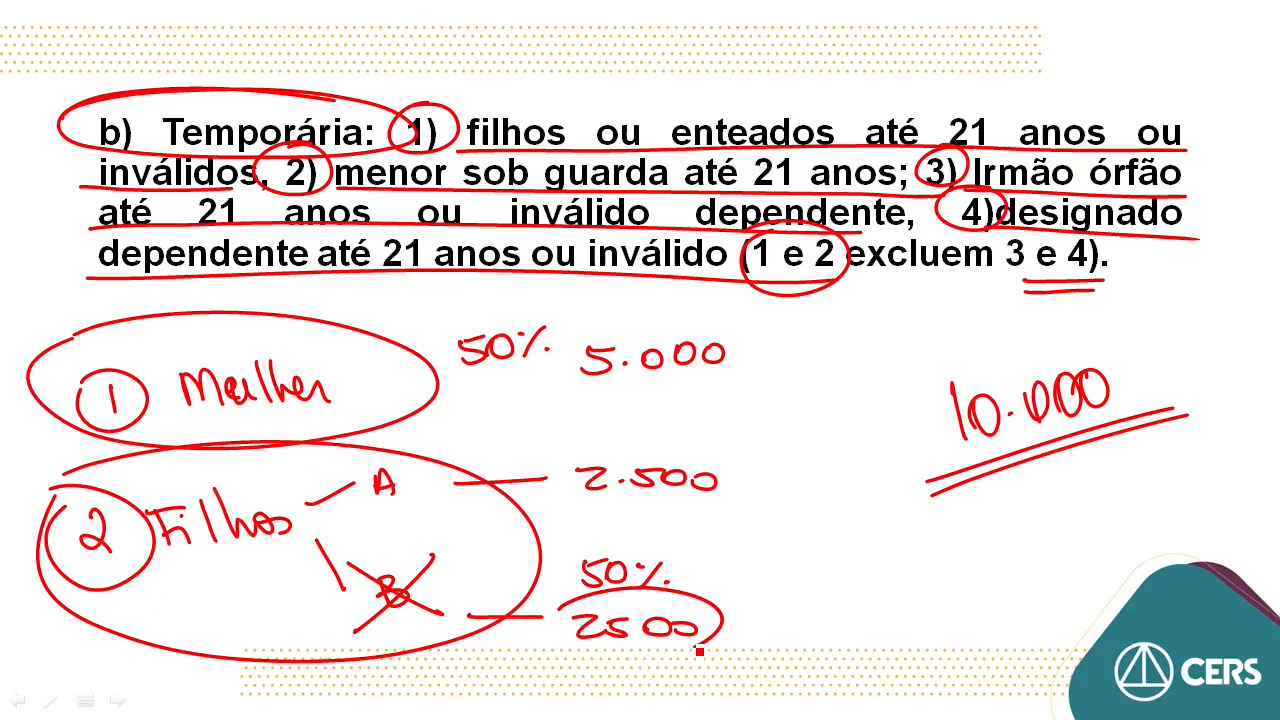 b) Temporária: 1) filhos ou enteados até 21 anos ou
inválidos, 2) menor sob guarda até 21 anos; 3) Irmão órfão
até 21 anos ou inválido dependente, 4)designado
dependente até 21 anos ou inválido (1 e 2 excluem 3 e 4).
50% 5.000
1 Mulher
10.000
2 Filhos
A 2.500
50%
B 2500
CERS